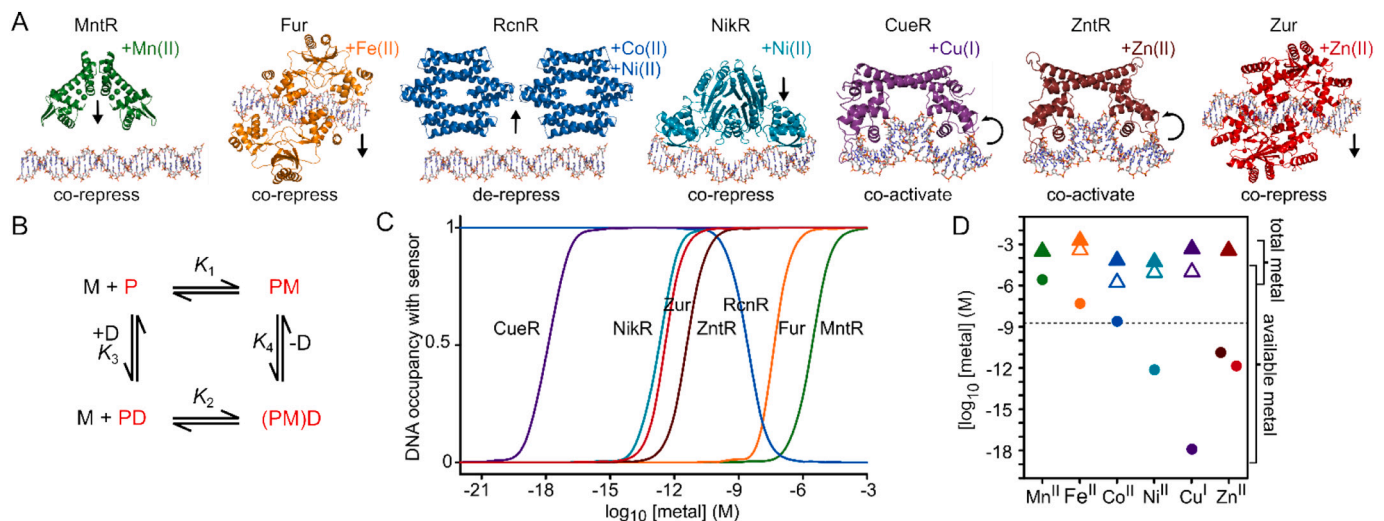 A
MntR
+Mn(II)
co-repress
Fur
+Fe(II)
co-repress
RcnR
+Co(II)
+Ni(II)
de-repress
NikR
+Ni(II)
co-repress
CueR
+Cu(I)
co-activate
ZntR
+Zn(II)
co-activate
Zur
+Zn(II)
co-repress
B
M + P
K1
PM
+D
K3
K4
-D
M + PD
K2
(PM)D
C
DNA occupancy with sensor
1
0.5
0
CueR
NikR
Zur
ZntR
RcnR
Fur
MntR
-21 -18 -15 -12 -9 -6 -3
log10 [metal] (M)
D
[log10 [metal] (M)
-3
-6
-9
-12
-15
-18
MnII FeII CoII NiII CuI ZnII
total metal
available metal